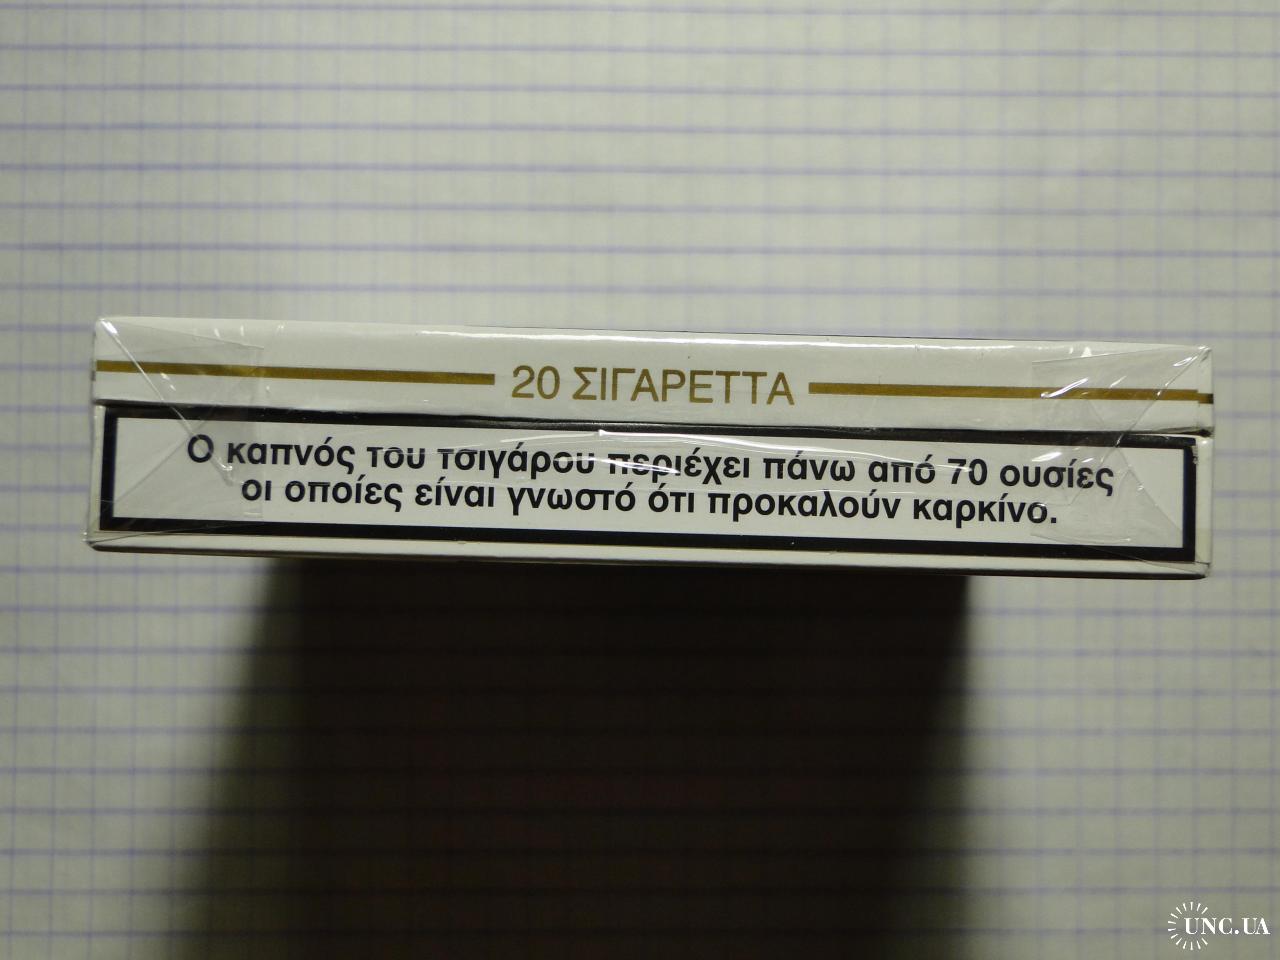 20 ΣΙΓΑΡΕΤΤΑ
Ο καπνός του τσιγάρου περιέχει πάνω από 70 ουσίες
οι οποίες είναι γνωστό ότι προκαλούν καρκίνο.
UNC.UA